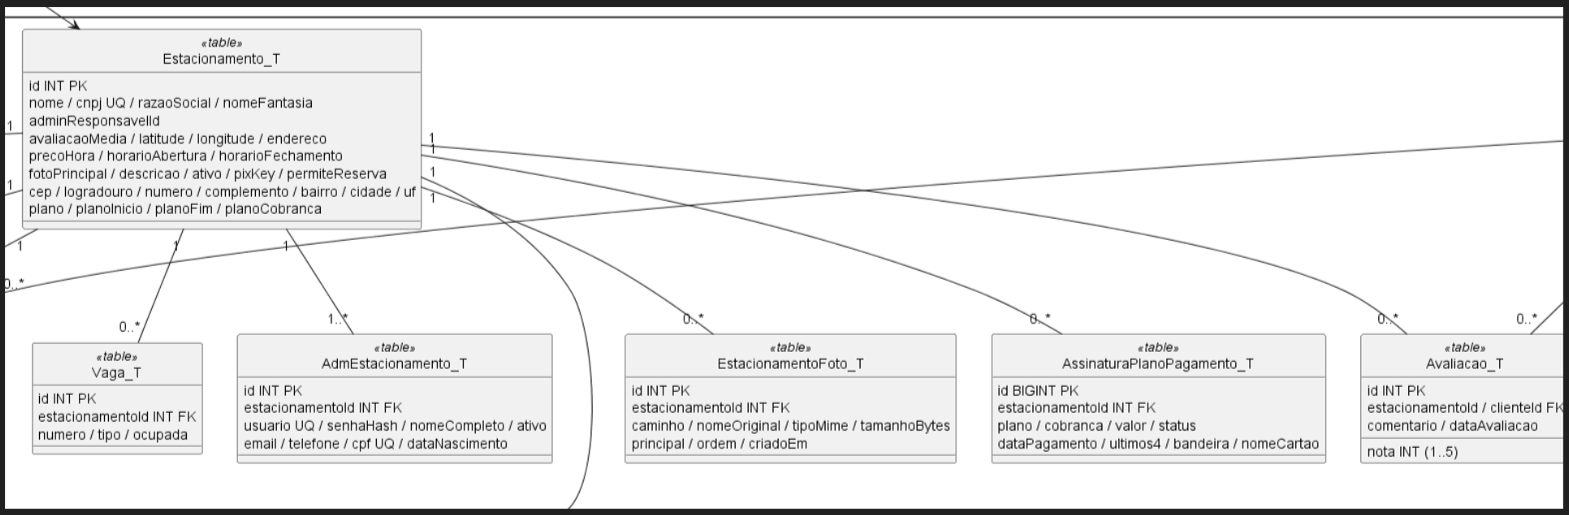 «table»
Estacionamento_T
id INT PK
nome / cnpj UQ / razaoSocial / nomeFantasia
adminResponsavelId
avaliacaoMedia / latitude / longitude / endereco
precoHora / horarioAbertura / horarioFechamento
fotoPrincipal / descricao / ativo / pixKey / permiteReserva
cep / logradouro / numero / complemento / bairro / cidade / uf
plano / planoInicio / planoFim / planoCobranca
1
1
1
1
1
1
1
1
1
0..*
0..*
1..*
0..*
0..*
0..*
0..*
«table»
Vaga_T
id INT PK
estacionamentoId INT FK
numero / tipo / ocupada
«table»
AdmEstacionamento_T
id INT PK
estacionamentoId INT FK
usuario UQ / senhaHash / nomeCompleto / ativo
email / telefone / cpf UQ / dataNascimento
«table»
EstacionamentoFoto_T
id INT PK
estacionamentoId INT FK
caminho / nomeOriginal / tipoMime / tamanhoBytes
principal / ordem / criadoEm
«table»
AssinaturaPlanoPagamento_T
id BIGINT PK
estacionamentoId INT FK
plano / cobranca / valor / status
dataPagamento / ultimos4 / bandeira / nomeCartao
«table»
Avaliacao_T
id INT PK
estacionamentoId / clienteId FK
comentario / dataAvaliacao
nota INT (1..5)